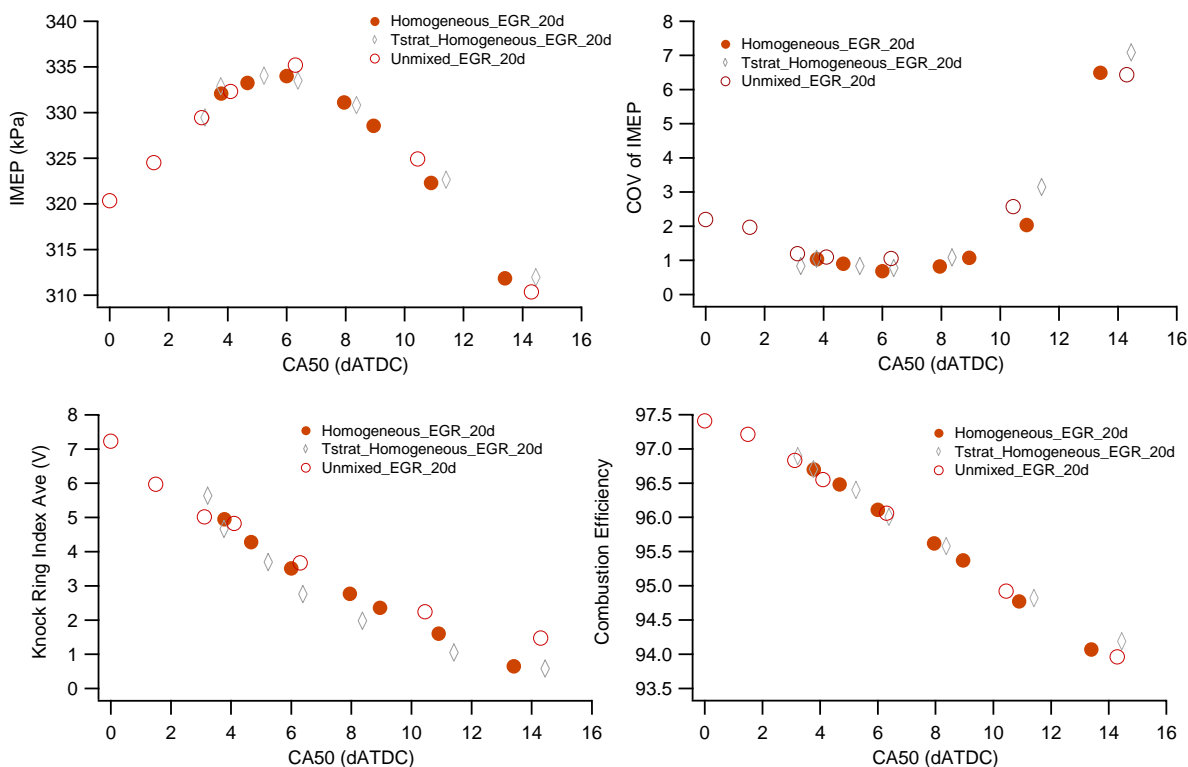 340
335
330
325
320
315
310
IMEP (kPa)
0 2 4 6 8 10 12 14 16
CA50 (dATDC)
Homogeneous_EGR_20d
Tstrat_Homogeneous_EGR_20d
Unmixed_EGR_20d
8
7
6
5
4
3
2
1
0
COV of IMEP
0 2 4 6 8 10 12 14 16
CA50 (dATDC)
Homogeneous_EGR_20d
Tstrat_Homogeneous_EGR_20d
Unmixed_EGR_20d
8
7
6
5
4
3
2
1
0
Knock Ring Index Ave (V)
0 2 4 6 8 10 12 14 16
CA50 (dATDC)
Homogeneous_EGR_20d
Tstrat_Homogeneous_EGR_20d
Unmixed_EGR_20d
97.5
97.0
96.5
96.0
95.5
95.0
94.5
94.0
93.5
Combustion Efficiency
0 2 4 6 8 10 12 14 16
CA50 (dATDC)
Homogeneous_EGR_20d
Tstrat_Homogeneous_EGR_20d
Unmixed_EGR_20d